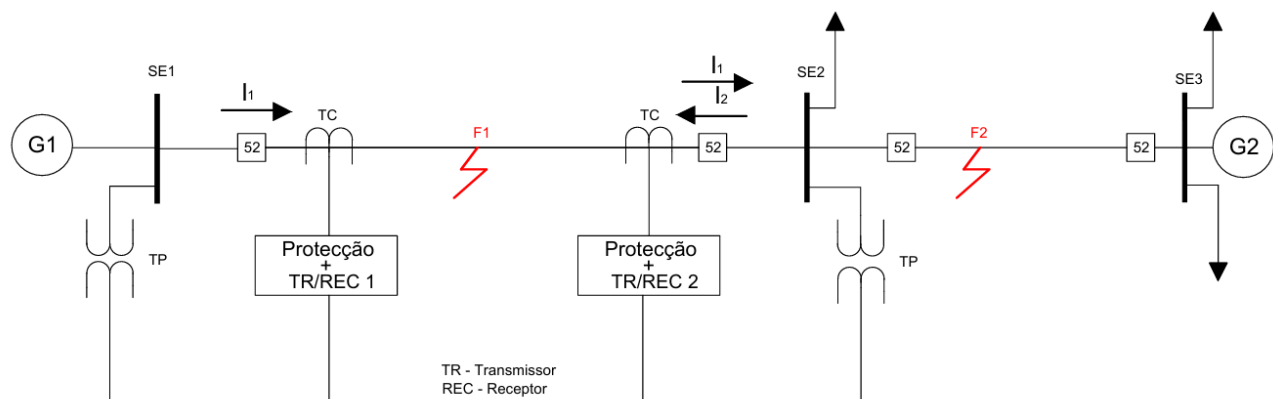 SE1
I₁
TC
F1
I₁
I₂
TC
SE2
SE3
G1
52
52
52
F2
52
G2
TP
Protecção
+
TR/REC 1
Protecção
+
TR/REC 2
TP
TR - Transmissor
REC - Receptor